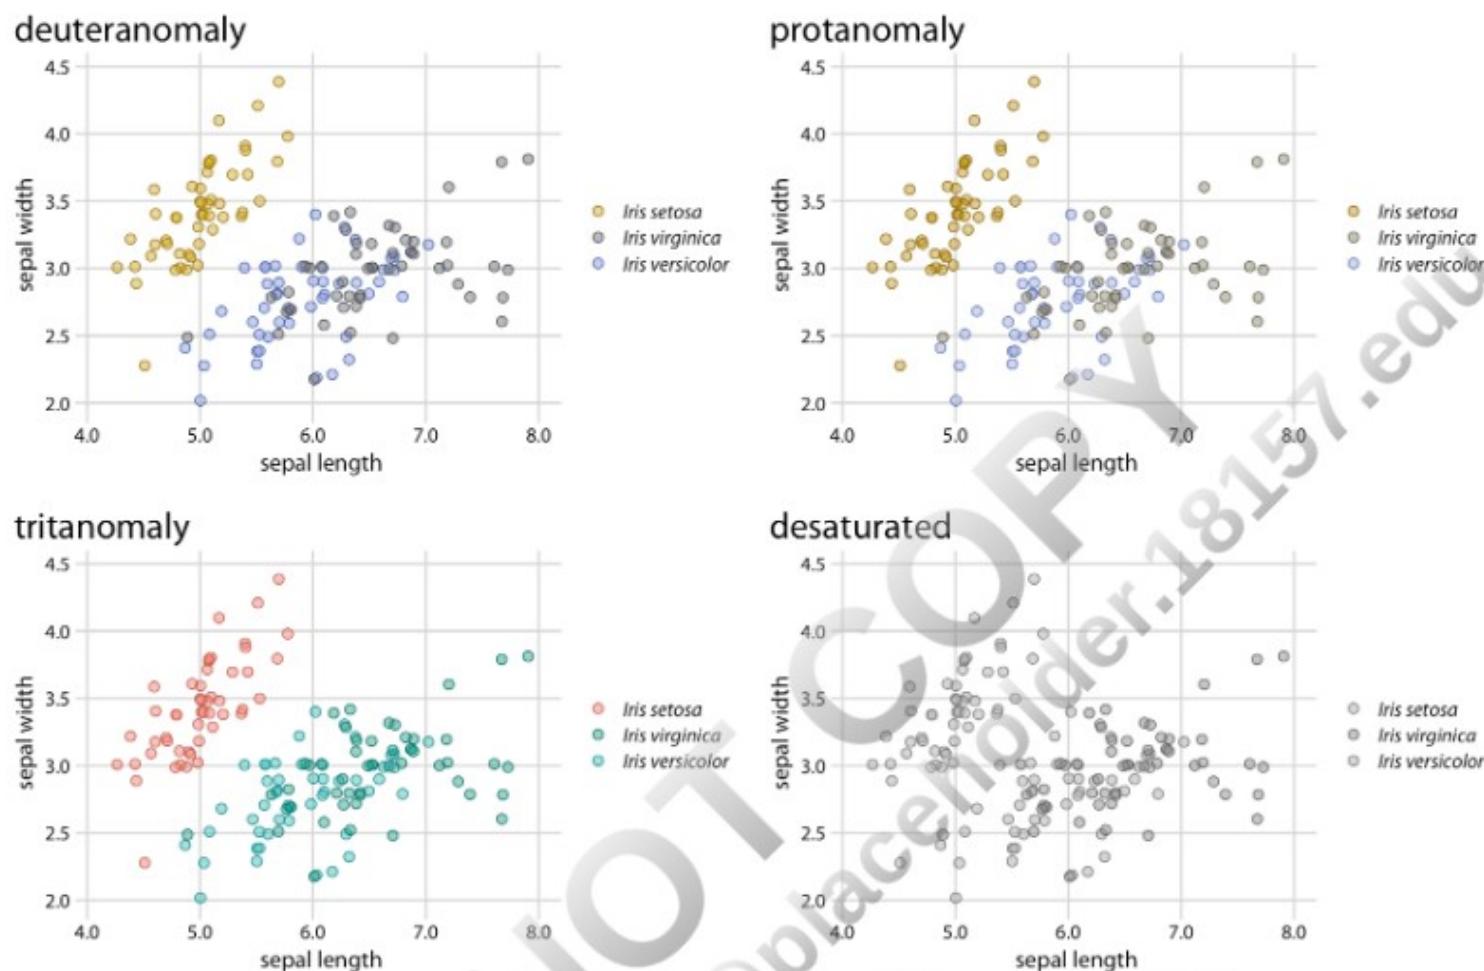 deuteranomaly
4.5
4.0
3.5
3.0
2.5
2.0
sepal width
4.0 5.0 6.0 7.0 8.0
sepal length
Iris setosa
Iris virginica
Iris versicolor
protanomaly
4.5
4.0
3.5
3.0
2.5
2.0
sepal width
4.0 5.0 6.0 7.0 8.0
sepal length
Iris setosa
Iris virginica
Iris versicolor
tritanomaly
4.5
4.0
3.5
3.0
2.5
2.0
sepal width
4.0 5.0 6.0 7.0 8.0
sepal length
Iris setosa
Iris virginica
Iris versicolor
desaturated
4.5
4.0
3.5
3.0
2.5
2.0
sepal width
4.0 5.0 6.0 7.0 8.0
sepal length
Iris setosa
Iris virginica
Iris versicolor
COPY
placeholder.18157.edu